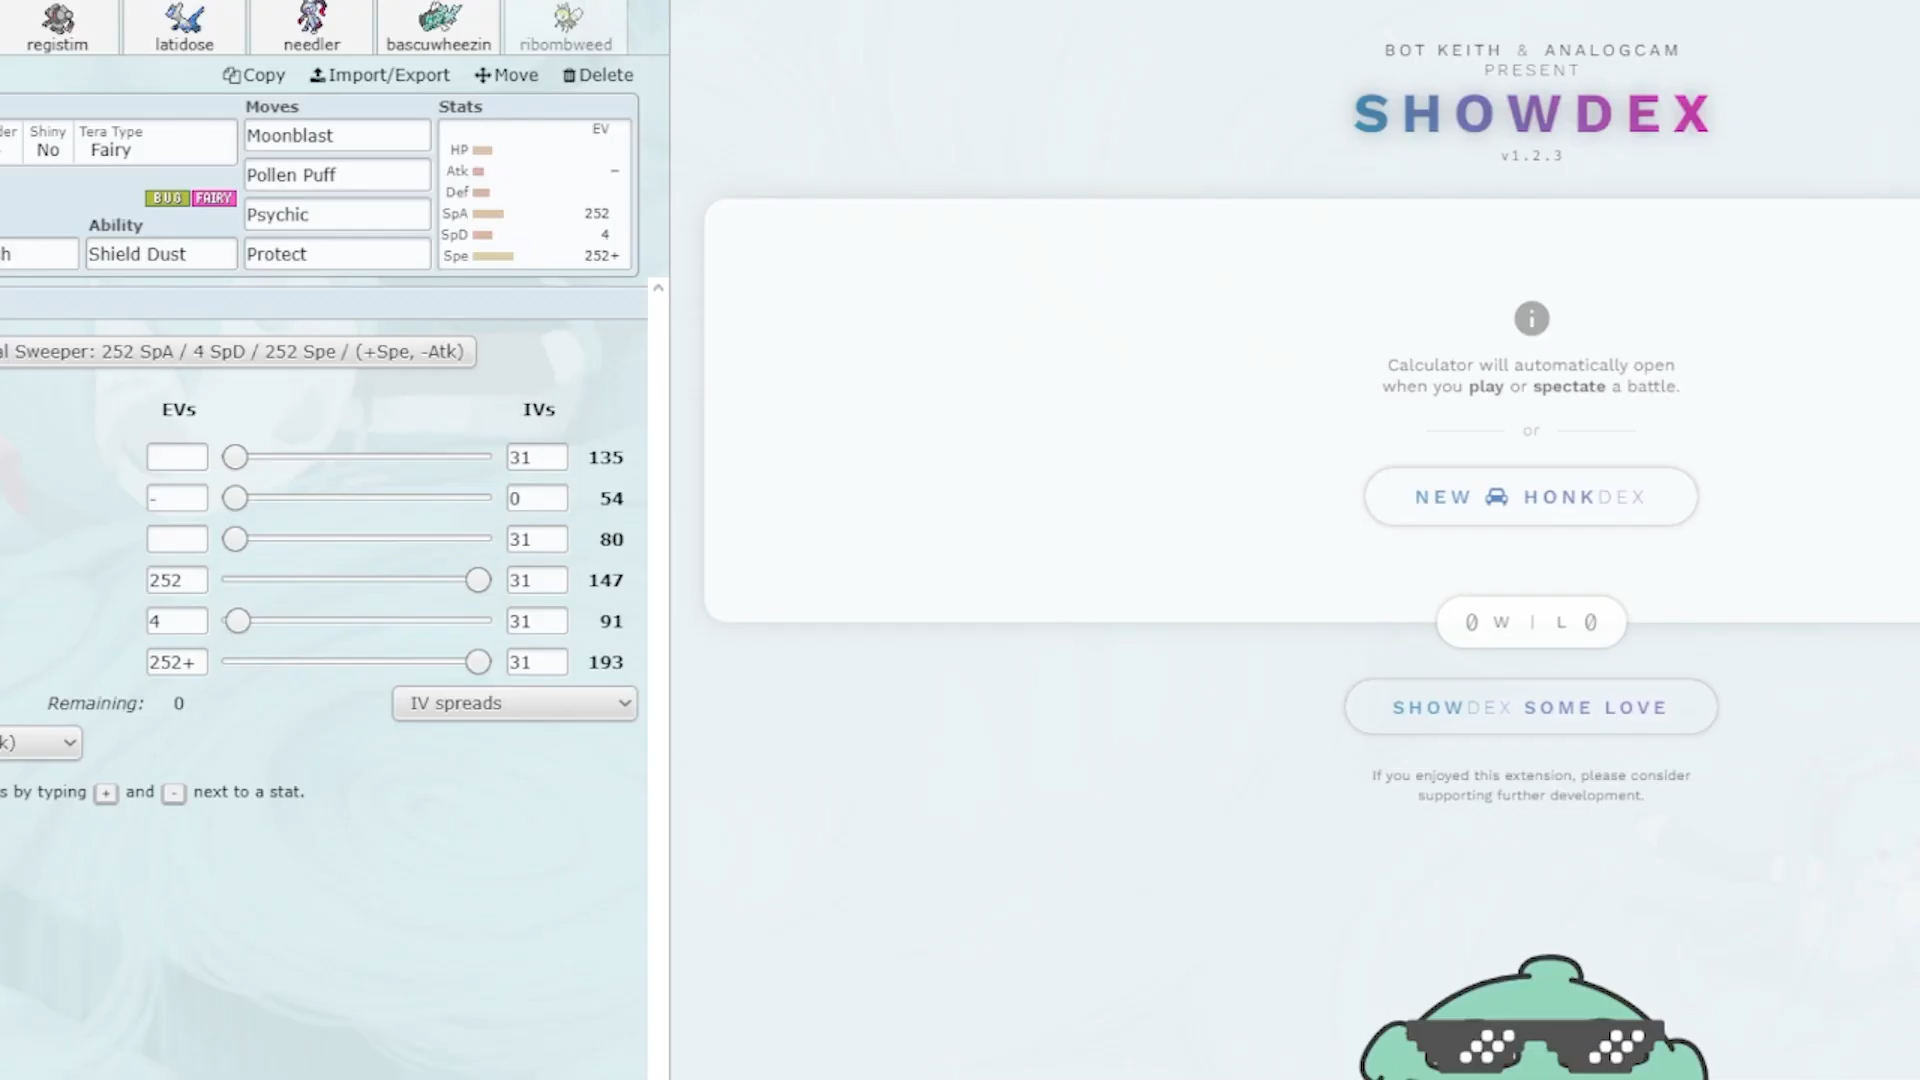 registim
latidose
needler
bascuwheezin
ribombweed
Copy
Import/Export
Move
Delete
Moves
Stats
der
Shiny
Tera Type
No
Fairy
Moonblast
Pollen Puff
Psychic
Protect
BUG
FAIRY
Ability
h
Shield Dust
EV
HP
Atk –
Def
SpA 252
SpD 4
Spe 252+
al Sweeper: 252 SpA / 4 SpD / 252 Spe / (+Spe, -Atk)
EVs
IVs
31 135
- 0 54
31 80
252 31 147
4 31 91
252+ 31 193
Remaining: 0
IV spreads
k)
s by typing + and - next to a stat.
BOT KEITH & ANALOGCAM
PRESENT
SHOWDEX
v1.2.3
Calculator will automatically open
when you play or spectate a battle.
or
NEW HONKDEX
0 W | L 0
SHOWDEX SOME LOVE
If you enjoyed this extension, please consider
supporting further development.